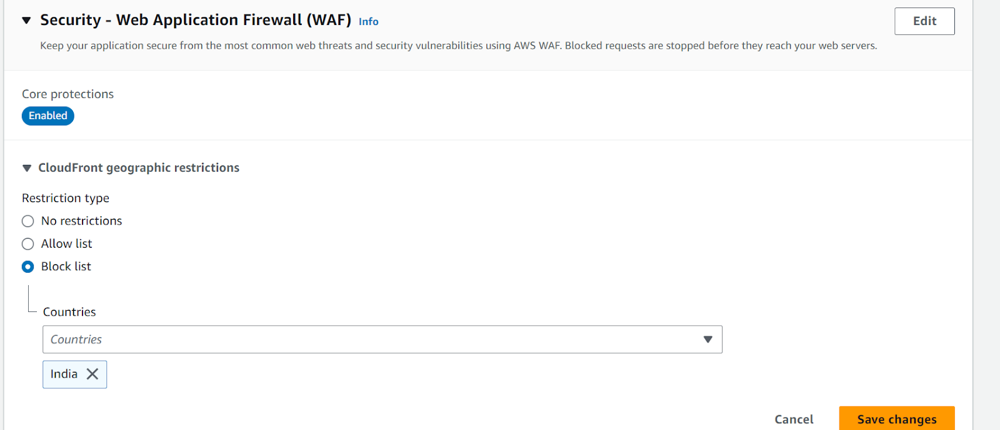 Security - Web Application Firewall (WAF) Info
Edit
Keep your application secure from the most common web threats and security vulnerabilities using AWS WAF. Blocked requests are stopped before they reach your web servers.
Core protections
Enabled
CloudFront geographic restrictions
Restriction type
No restrictions
Allow list
Block list
Countries
Countries
India
Cancel Save changes